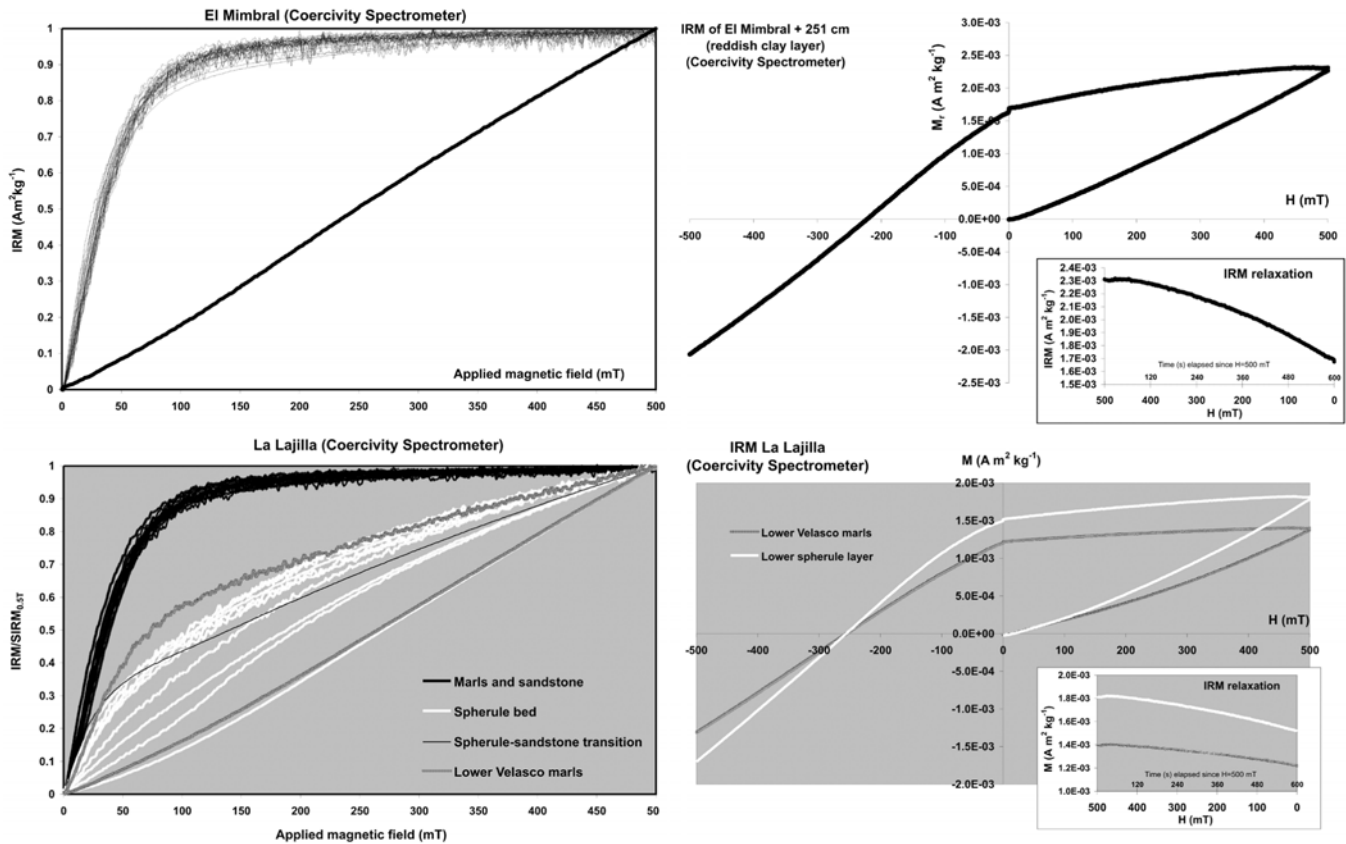 El Mimbral (Coercivity Spectrometer)
IRM (Am²kg⁻¹)
1
0.9
0.8
0.7
0.6
0.5
0.4
0.3
0.2
0.1
0
Applied magnetic field (mT)
0 50 100 150 200 250 300 350 400 450 500
IRM of El Mimbral + 251 cm
(reddish clay layer)
(Coercivity Spectrometer)
Mr (A m² kg⁻¹)
2.5E-03
2.0E-03
1.5E-03
1.0E-03
5.0E-04
0.0E+00
-5.0E-04
-1.0E-03
-1.5E-03
-2.0E-03
-2.5E-03
H (mT)
-500 -400 -300 -200 -100 0 100 200 300 400 500
IRM relaxation
IRM (A m² kg⁻¹)
2.4E-03
2.3E-03
2.2E-03
2.1E-03
2.0E-03
1.9E-03
1.8E-03
1.7E-03
1.6E-03
1.5E-03
Time (s) elapsed since H=500 mT
120 240 360 480 600
500 400 300 200 100 0
H (mT)
La Lajilla (Coercivity Spectrometer)
IRM/SIRM0.5T
1
0.9
0.8
0.7
0.6
0.5
0.4
0.3
0.2
0.1
0
Marls and sandstone
Spherule bed
Spherule-sandstone transition
Lower Velasco marls
0 50 100 150 200 250 300 350 400 450 500
Applied magnetic field (mT)
IRM La Lajilla
(Coercivity Spectrometer)
M (A m² kg⁻¹)
2.0E-03
1.5E-03
1.0E-03
5.0E-04
0.0E+00
-5.0E-04
-1.0E-03
-1.5E-03
-2.0E-03
Lower Velasco marls
Lower spherule layer
H (mT)
-500 -400 -300 -200 -100 0 100 200 300 400 500
IRM relaxation
M (A m² kg⁻¹)
2.0E-03
1.8E-03
1.6E-03
1.4E-03
1.2E-03
1.0E-03
Time (s) elapsed since H=500 mT
120 240 360 480 600
500 400 300 200 100 0
H (mT)